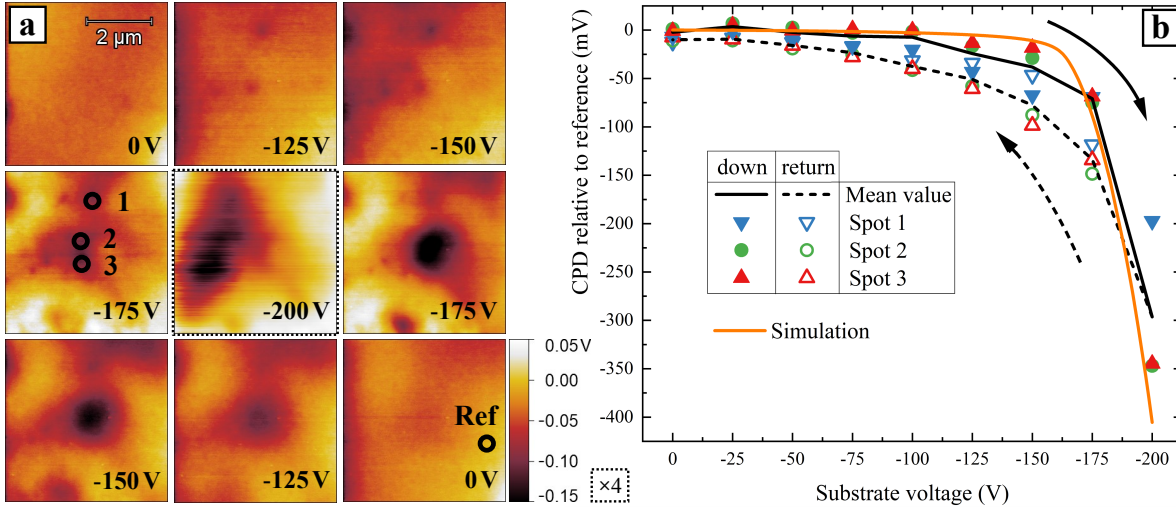 a
2 μm
0 V
-125 V
-150 V
1
2
3
-175 V
-200 V
-175 V
-150 V
-125 V
Ref
0 V
0.05V
0.00
-0.05
-0.10
-0.15
×4
b
CPD relative to reference (mV)
0
-50
-100
-150
-200
-250
-300
-350
-400
down return
Mean value
Spot 1
Spot 2
Spot 3
Simulation
0 -25 -50 -75 -100 -125 -150 -175 -200
Substrate voltage (V)